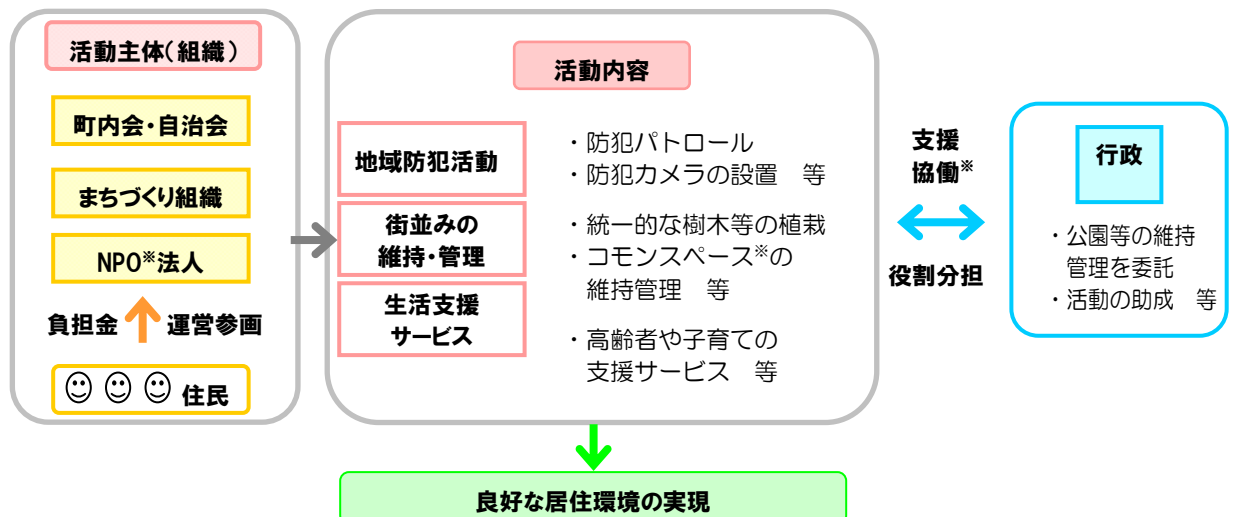 活動主体(組織)
町内会・自治会
まちづくり組織
NPO※法人
負担金 運営参画
住民
活動内容
地域防犯活動
・防犯パトロール
・防犯カメラの設置 等
街並みの
維持・管理
・統一的な樹木等の植栽
・コモンスペース※の
維持管理 等
生活支援
サービス
・高齢者や子育ての
支援サービス 等
支援
協働※
役割分担
行政
・公園等の維持
管理を委託
・活動の助成 等
良好な居住環境の実現